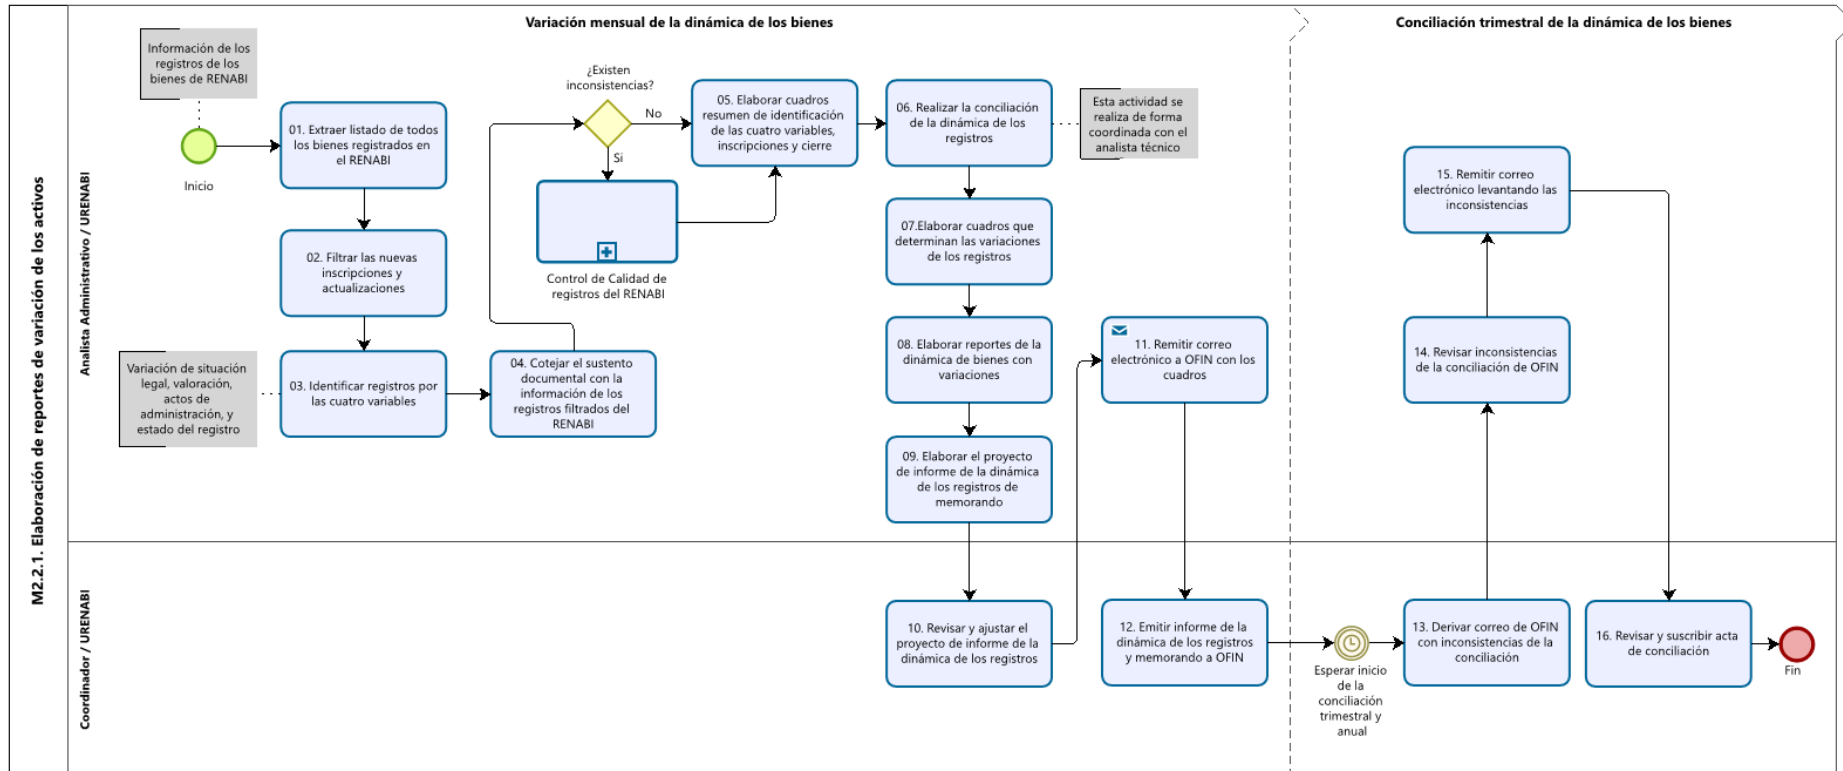 M2.2.1. Elaboración de reportes de variación de los activos
Variación mensual de la dinámica de los bienes
Conciliación trimestral de la dinámica de los bienes
Analista Administrativo / URENABI
Información de los
registros de los
bienes de RENABI
Inicio
01. Extraer listado de todos
los bienes registrados en
el RENABI
02. Filtrar las nuevas
inscripciones y
actualizaciones
Variación de situación
legal, valoración,
actos de
administración, y
estado del registro
03. Identificar registros por
las cuatro variables
04. Cotejar el sustento
documental con la
información de los
registros filtrados del
RENABI
¿Existen
inconsistencias?
No
Si
Control de Calidad de
registros del RENABI
05. Elaborar cuadros
resumen de identificación
de las cuatro variables,
inscripciones y cierre
06. Realizar la conciliación
de la dinámica de los
registros
Esta actividad se
realiza de forma
coordinada con el
analista técnico
07.Elaborar cuadros que
determinan las variaciones
de los registros
08. Elaborar reportes de la
dinámica de bienes con
variaciones
09. Elaborar el proyecto
de informe de la dinámica
de los registros de
memorando
11. Remitir correo
electrónico a OFIN con los
cuadros
15. Remitir correo
electrónico levantando las
inconsistencias
14. Revisar inconsistencias
de la conciliación de OFIN
Coordinador / URENABI
10. Revisar y ajustar el
proyecto de informe de la
dinámica de los registros
12. Emitir informe de la
dinámica de los registros
y memorando a OFIN
Esperar inicio
de la
conciliación
trimestral y
anual
13. Derivar correo de OFIN
con inconsistencias de la
conciliación
16. Revisar y suscribir acta
de conciliación
Fin